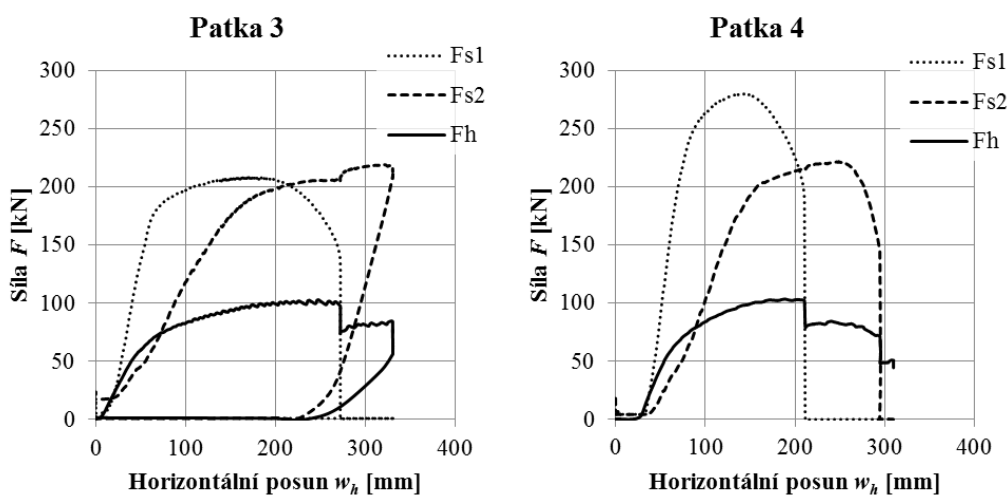 Patka 3
Fs1
Fs2
Fh
300
250
200
150
100
50
0
Síla F [kN]
0 100 200 300 400
Horizontální posun wh [mm]
Patka 4
Fs1
Fs2
Fh
300
250
200
150
100
50
0
Síla F [kN]
0 100 200 300 400
Horizontální posun wh [mm]